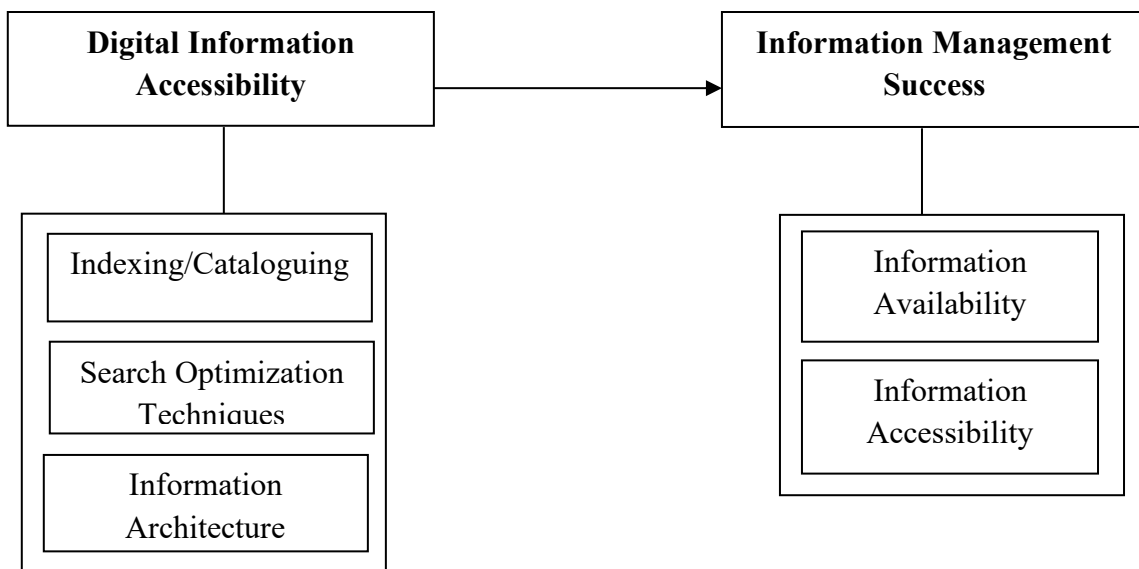 Digital Information
Accessibility
Information Management
Success
Indexing/Cataloguing
Search Optimization
Techniques
Information
Architecture
Information
Availability
Information
Accessibility